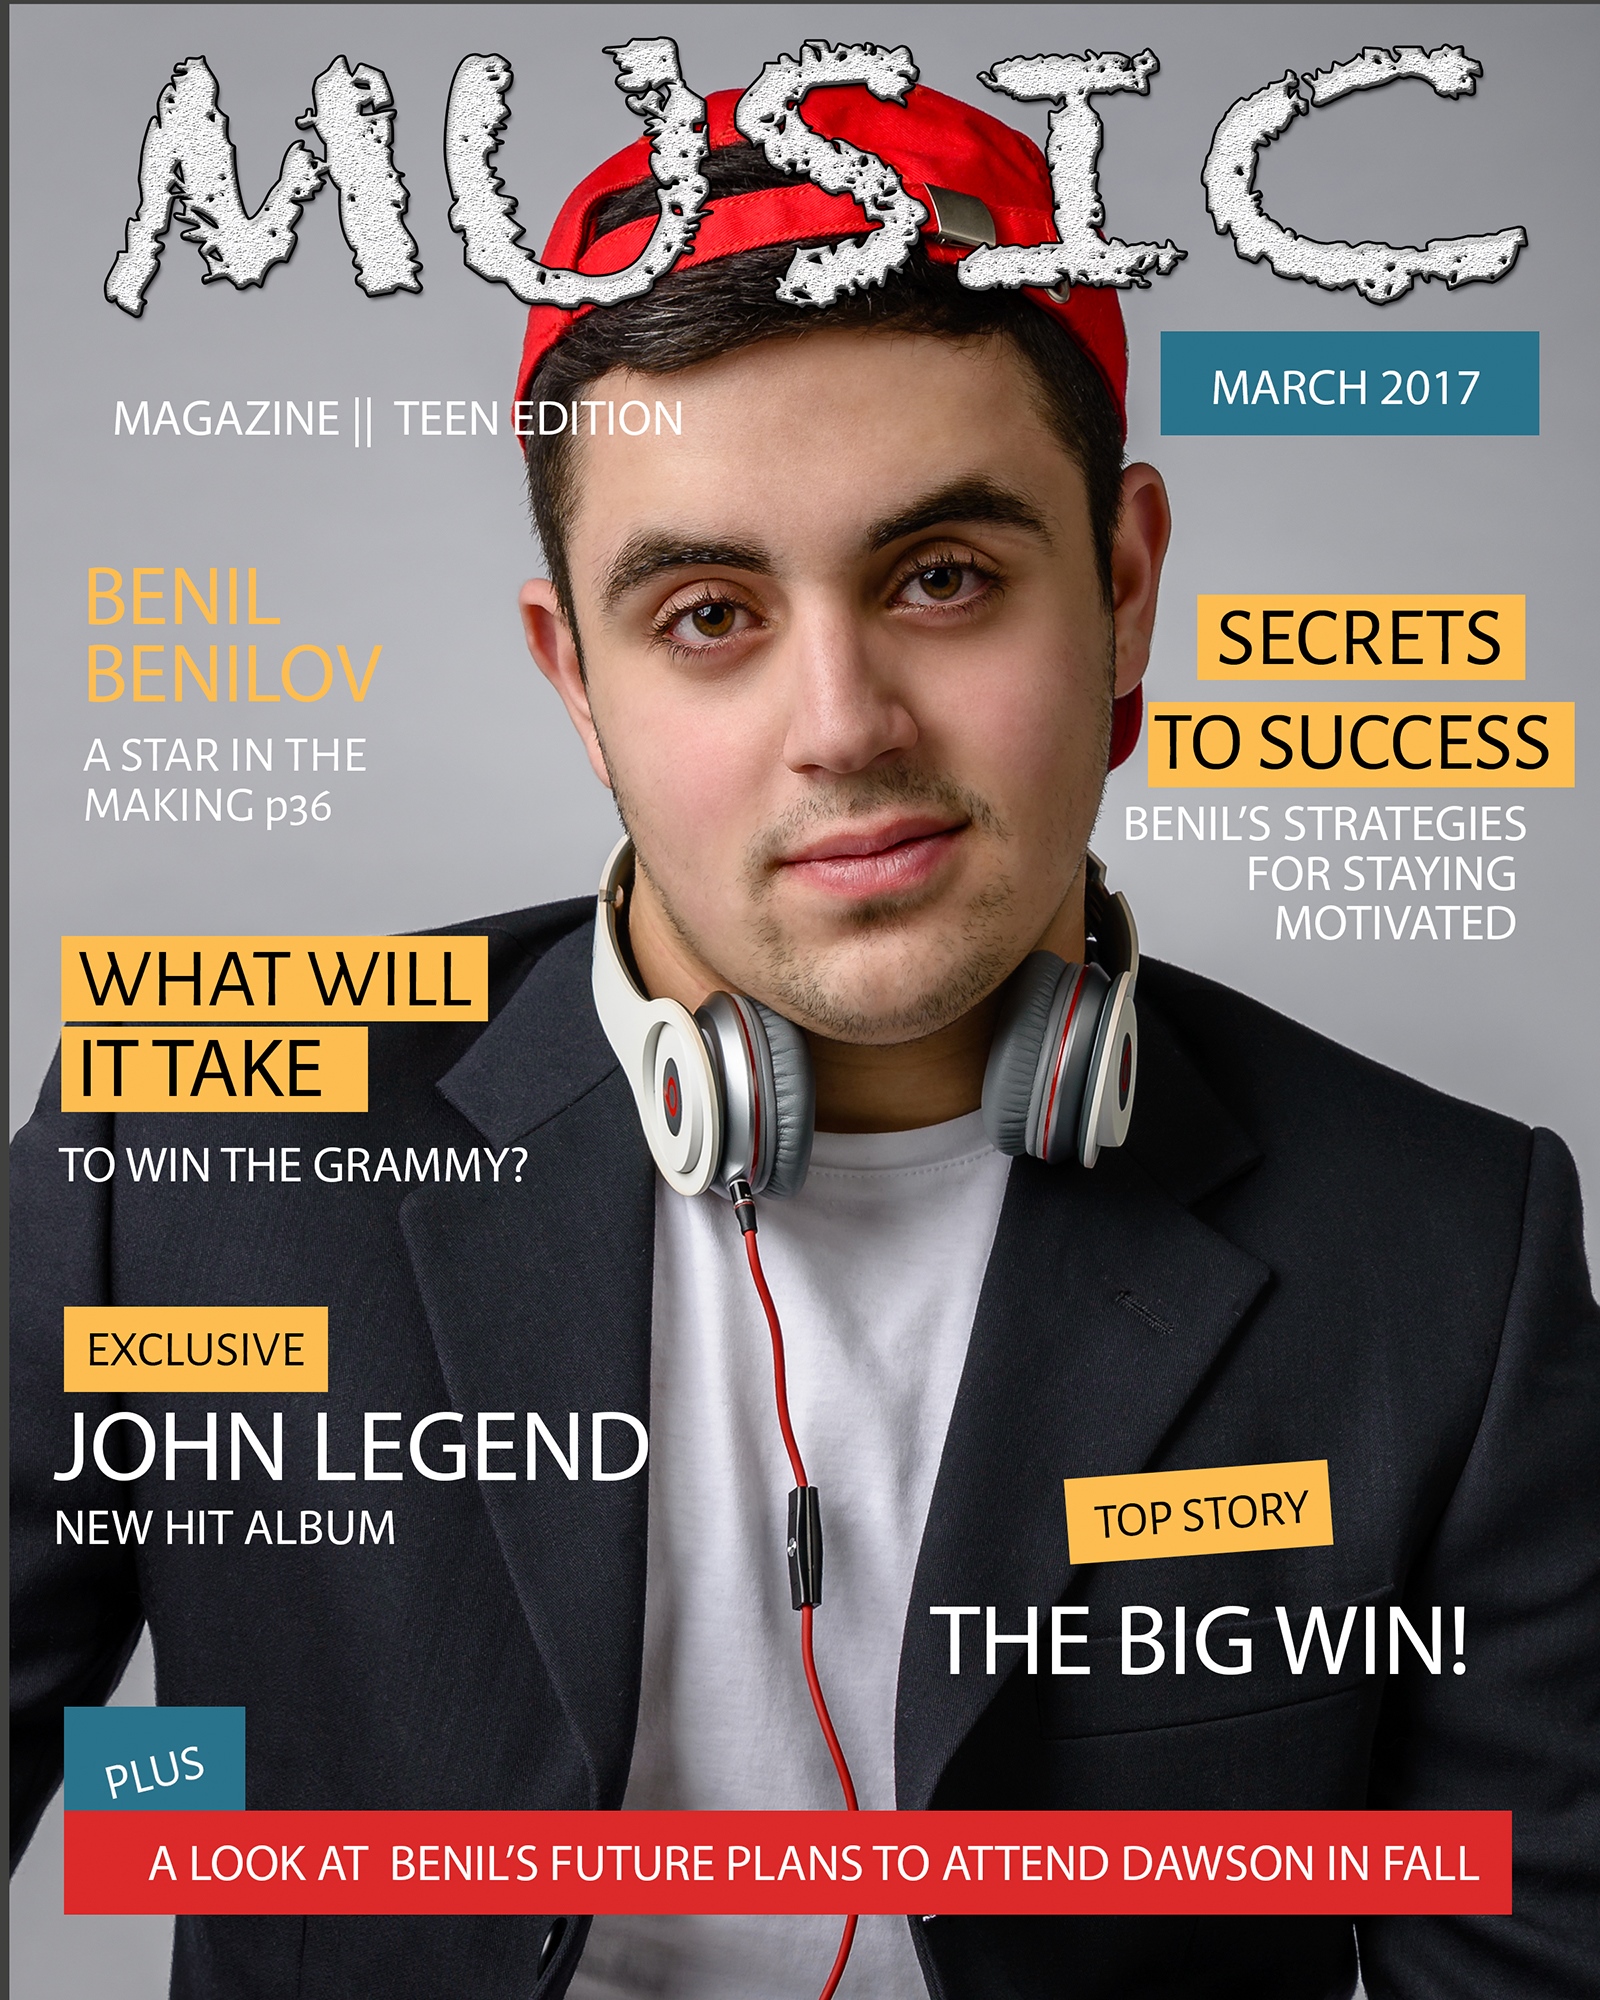 MUSIC
MARCH 2017
MAGAZINE || TEEN EDITION
BENIL
BENILOV
A STAR IN THE
MAKING p36
SECRETS
TO SUCCESS
BENIL'S STRATEGIES
FOR STAYING
MOTIVATED
WHAT WILL
IT TAKE
TO WIN THE GRAMMY?
EXCLUSIVE
JOHN LEGEND
NEW HIT ALBUM
TOP STORY
THE BIG WIN!
PLUS
A LOOK AT BENIL'S FUTURE PLANS TO ATTEND DAWSON IN FALL